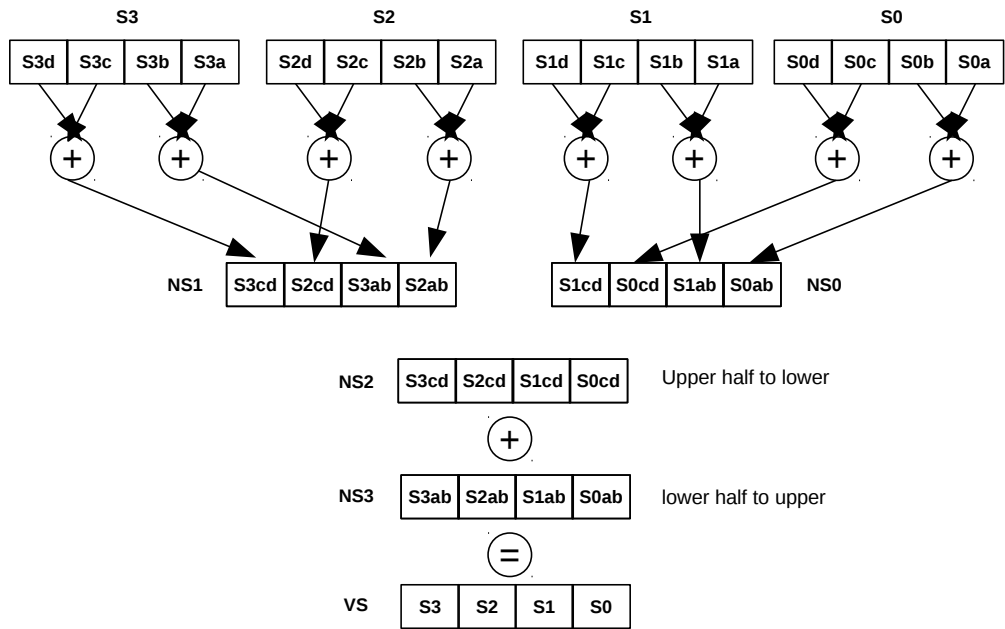 S3 S2 S1 S0
S3d S3c S3b S3a S2d S2c S2b S2a S1d S1c S1b S1a S0d S0c S0b S0a
+ + + + + + + +
NS1 S3cd S2cd S3ab S2ab S1cd S0cd S1ab S0ab NS0
NS2 S3cd S2cd S1cd S0cd Upper half to lower
+
NS3 S3ab S2ab S1ab S0ab lower half to upper
=
VS S3 S2 S1 S0